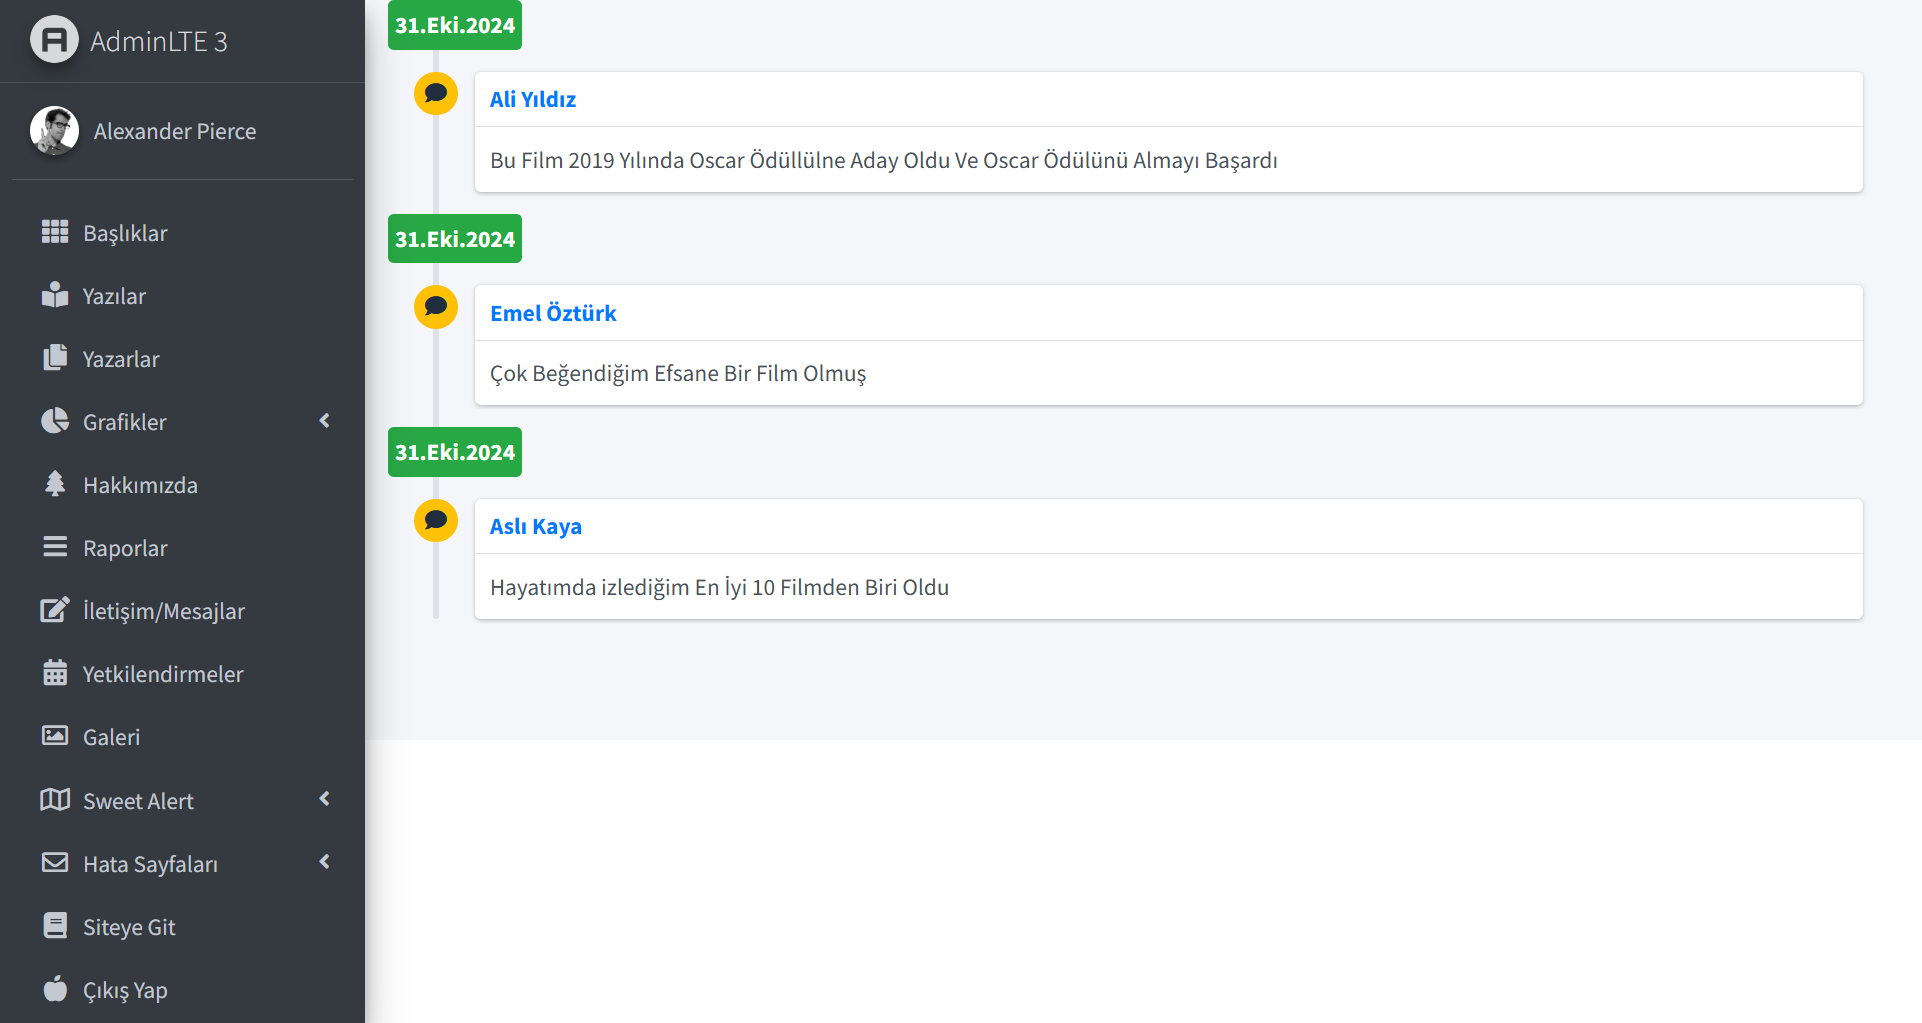 AdminLTE 3
Alexander Pierce
Başlıklar
Yazılar
Yazarlar
Grafikler
Hakkımızda
Raporlar
İletişim/Mesajlar
Yetkilendirmeler
Galeri
Sweet Alert
Hata Sayfaları
Siteye Git
Çıkış Yap
31.Eki.2024
Ali Yıldız
Bu Film 2019 Yılında Oscar Ödüllülne Aday Oldu Ve Oscar Ödülünü Almayı Başardı
31.Eki.2024
Emel Öztürk
Çok Beğendiğim Efsane Bir Film Olmuş
31.Eki.2024
Aslı Kaya
Hayatımda izlediğim En İyi 10 Filmden Biri Oldu